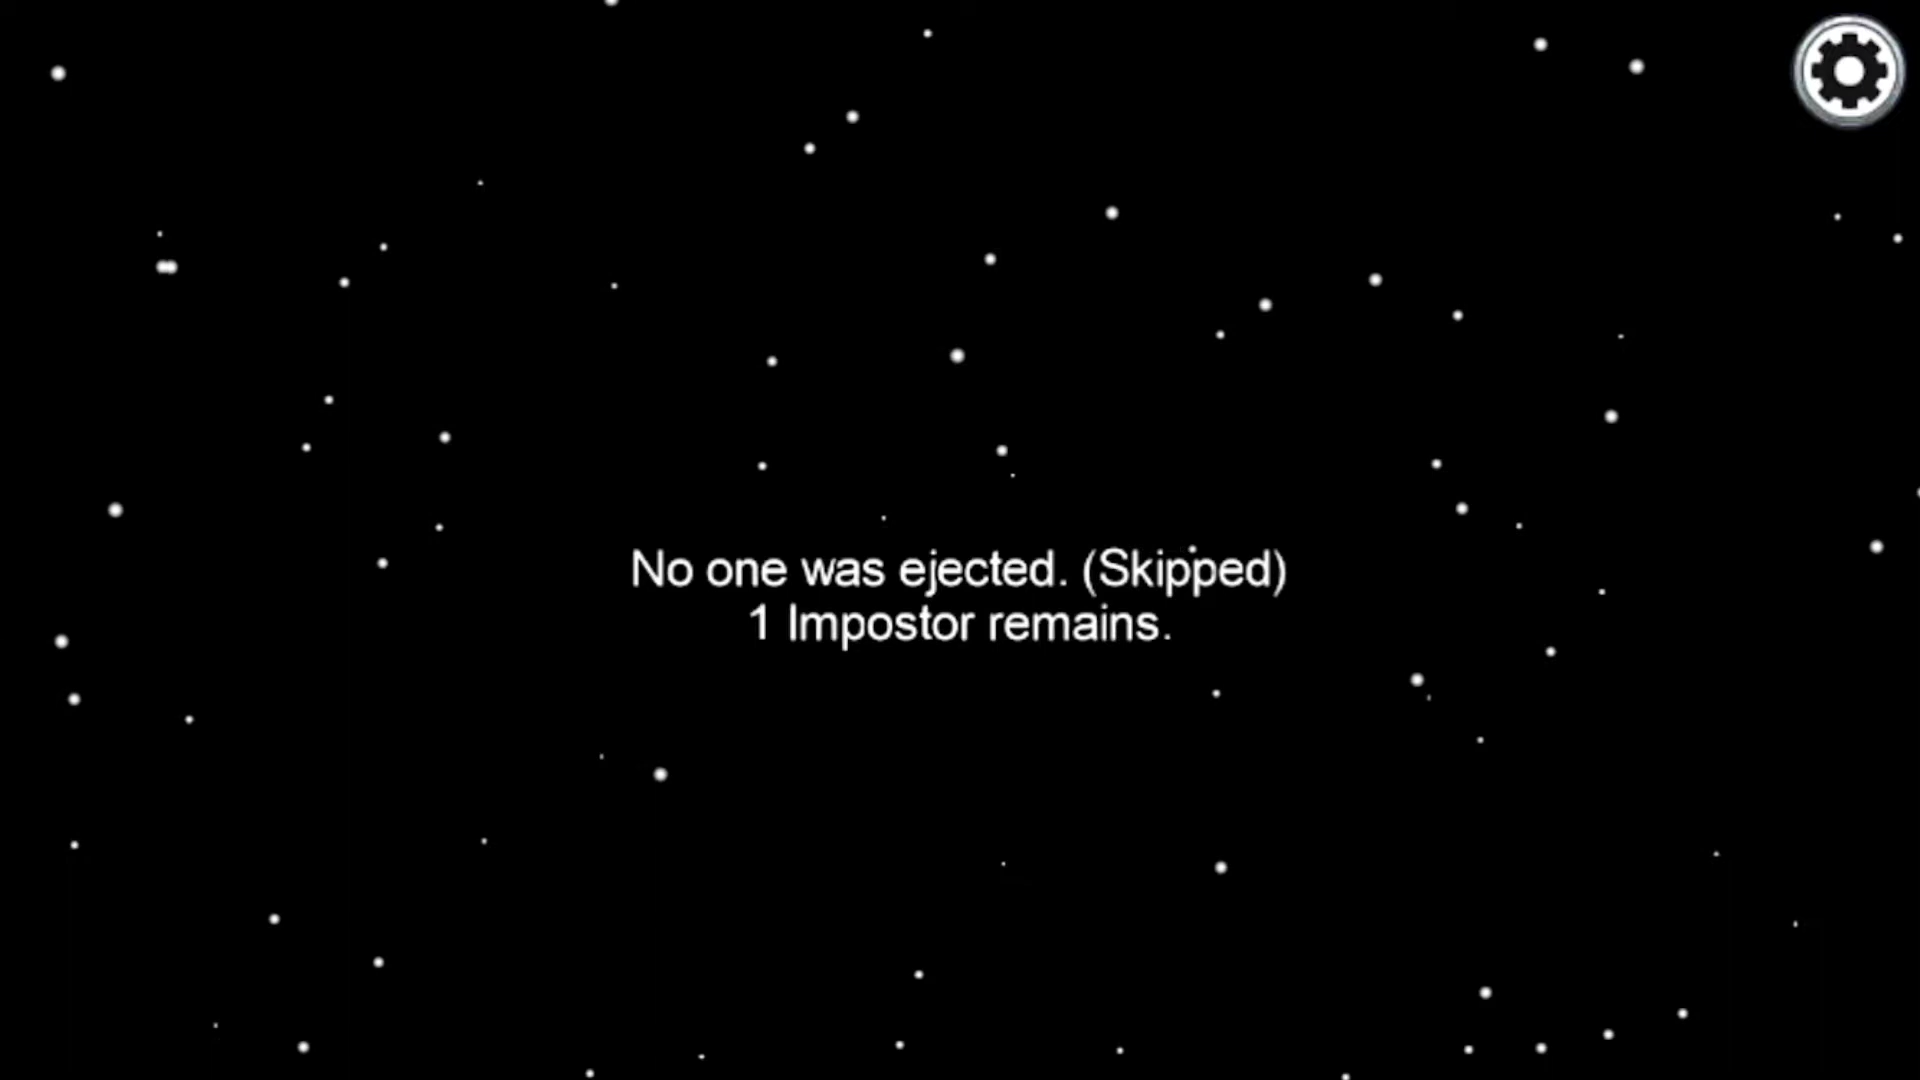 No one was ejected. (Skipped)
1 Impostor remains.